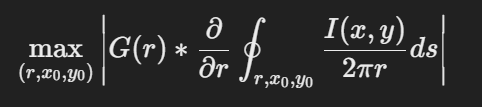 max_{(r,x_0,y_0)} |G(r) * ∂/∂r ∮_{r,x_0,y_0} I(x,y)/2πr ds|